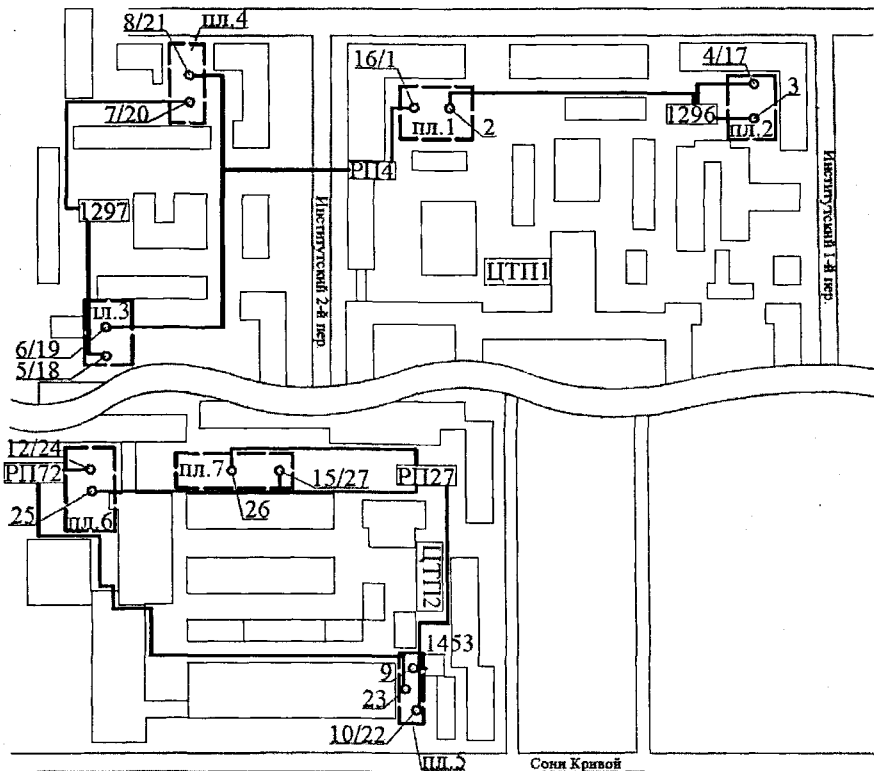 8/21
пл.4
16/1
4/17
3
7/20
пл.1
2
1296
пл.2
РП4
Институтский 2-й пер.
Институтский 1-й пер.
1297
ЦТП1
пл.3
6/19
5/18
12/24
РП72
пл.7
15/27
РП27
25
пл.6
26
ЦТП2
1453
9
23
10/22
пл.5
Сони Кривой